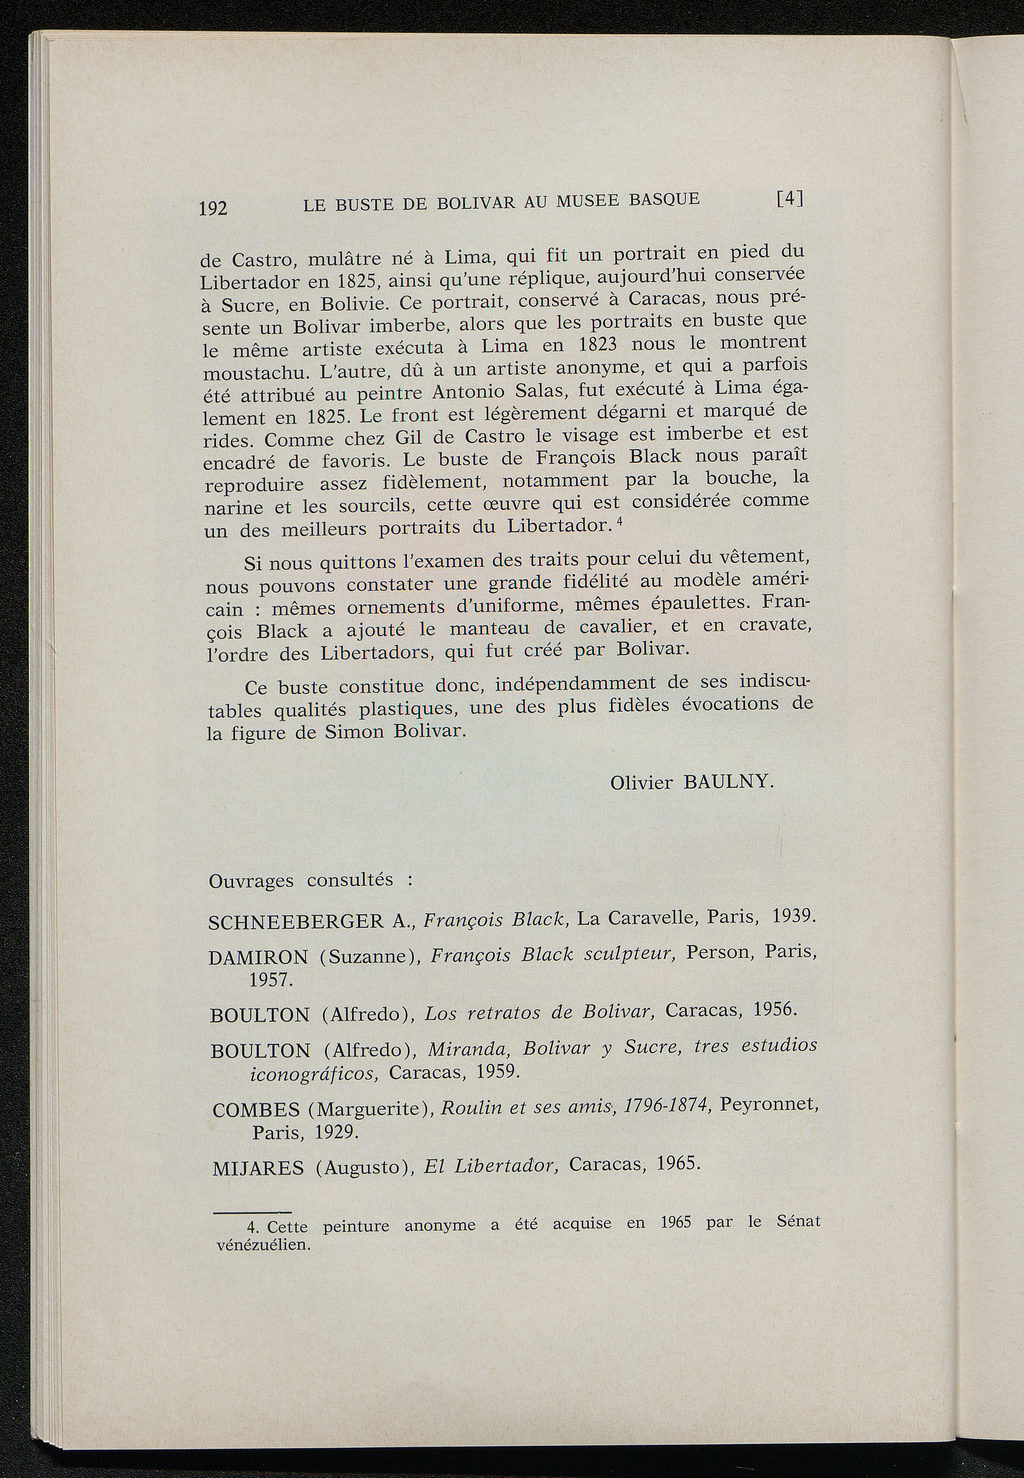 192 LE BUSTE DE BOLIVAR AU MUSEE BASQUE [4]
de Castro, mulâtre né à Lima, qui fit un portrait en pied du
Libertador en 1825, ainsi qu'une réplique, aujourd'hui conservée
à Sucre, en Bolivie. Ce portrait, conservé à Caracas, nous pré-
sente un Bolivar imberbe, alors que les portraits en buste que
le même artiste exécuta à Lima en 1823 nous le montrent
moustachu. L'autre, dû à un artiste anonyme, et qui a parfois
été attribué au peintre Antonio Salas, fut exécuté à Lima éga-
lement en 1825. Le front est légèrement dégarni et marqué de
rides. Comme chez Gil de Castro le visage est imberbe et est
encadré de favoris. Le buste de François Black nous paraît
reproduire assez fidèlement, notamment par la bouche, la
narine et les sourcils, cette œuvre qui est considérée comme
un des meilleurs portraits du Libertador. 4
Si nous quittons l'examen des traits pour celui du vêtement,
nous pouvons constater une grande fidélité au modèle améri-
cain : mêmes ornements d'uniforme, mêmes épaulettes. Fran-
çois Black a ajouté le manteau de cavalier, et en cravate,
l'ordre des Libertadors, qui fut créé par Bolivar.
Ce buste constitue donc, indépendamment de ses indiscu-
tables qualités plastiques, une des plus fidèles évocations de
la figure de Simon Bolivar.
Olivier BAULNY.
Ouvrages consultés :
SCHNEEBERGER A., François Black, La Caravelle, Paris, 1939.
DAMIRON (Suzanne), François Black sculpteur, Person, Paris,
1957.
BOULTON (Alfredo), Los retratos de Bolivar, Caracas, 1956.
BOULTON (Alfredo), Miranda, Bolivar y Sucre, tres estudios
iconográficos, Caracas, 1959.
COMBES (Marguerite), Roulin et ses amis, 1796-1874, Peyronnet,
Paris, 1929.
MIJARES (Augusto), El Libertador, Caracas, 1965.
4. Cette peinture anonyme a été acquise en 1965 par le Sénat
vénézuélien.